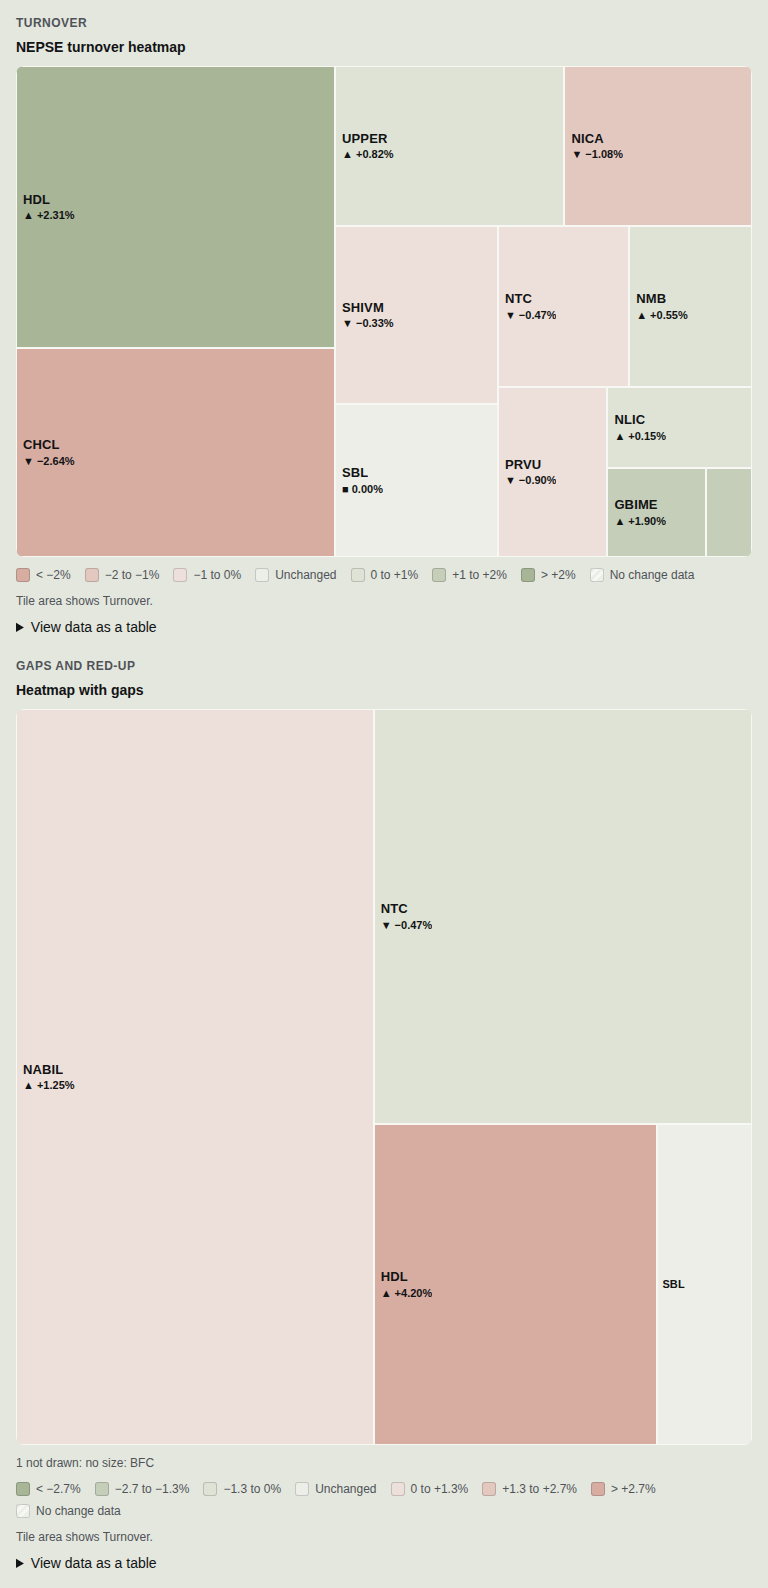 TURNOVER
NEPSE turnover heatmap
HDL
▲ +2.31%
UPPER
▲ +0.82%
NICA
▼ −1.08%
SHIVM
▼ −0.33%
NTC
▼ −0.47%
NMB
▲ +0.55%
CHCL
▼ −2.64%
SBL
■ 0.00%
PRVU
▼ −0.90%
NLIC
▲ +0.15%
GBIME
▲ +1.90%
< −2% −2 to −1% −1 to 0% Unchanged 0 to +1% +1 to +2% > +2% No change data
Tile area shows Turnover.
▶ View data as a table
GAPS AND RED-UP
Heatmap with gaps
NABIL
▲ +1.25%
NTC
▼ −0.47%
HDL
▲ +4.20%
SBL
1 not drawn: no size: BFC
< −2.7% −2.7 to −1.3% −1.3 to 0% Unchanged 0 to +1.3% +1.3 to +2.7% > +2.7%
No change data
Tile area shows Turnover.
▶ View data as a table